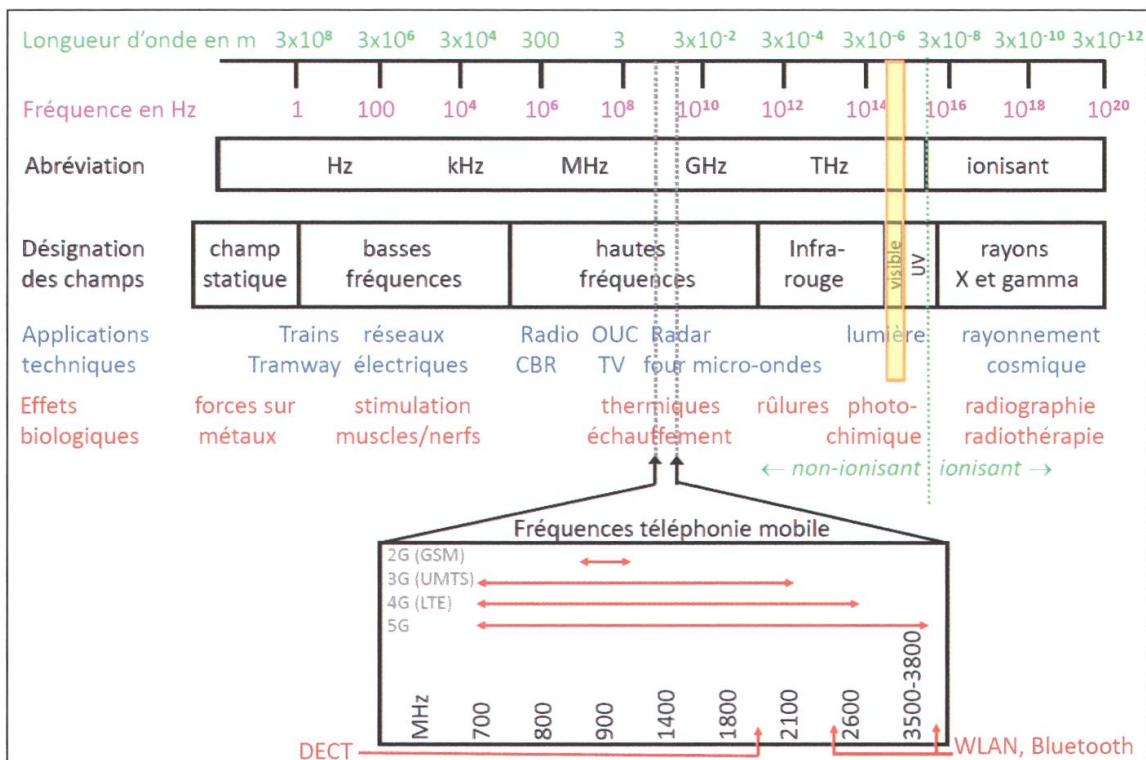 Longueur d'onde en m 3x10⁸ 3x10⁶ 3x10⁴ 300 3 3x10⁻² 3x10⁻⁴ 3x10⁻⁶ 3x10⁻⁸ 3x10⁻¹⁰ 3x10⁻¹²
Fréquence en Hz 1 100 10⁴ 10⁶ 10⁸ 10¹⁰ 10¹² 10¹⁴ 10¹⁶ 10¹⁸ 10²⁰
Abréviation Hz kHz MHz GHz THz ionisant
Désignation champ basses hautes Infra- visible UV rayons
des champs statique fréquences fréquences rouge X et gamma
Applications Trains réseaux Radio OUC Radar lumière rayonnement
techniques Tramway électriques CBR TV four micro-ondes cosmique
Effets forces sur stimulation thermiques rûlures photo- radiographie
biologiques métaux muscles/nerfs échauffement chimique radiothérapie
← non-ionisant ionisant →
Fréquences téléphonie mobile
2G (GSM)
3G (UMTS)
4G (LTE)
5G
MHz 700 800 900 1400 1800 2100 2600 3500-3800
DECT WLAN, Bluetooth